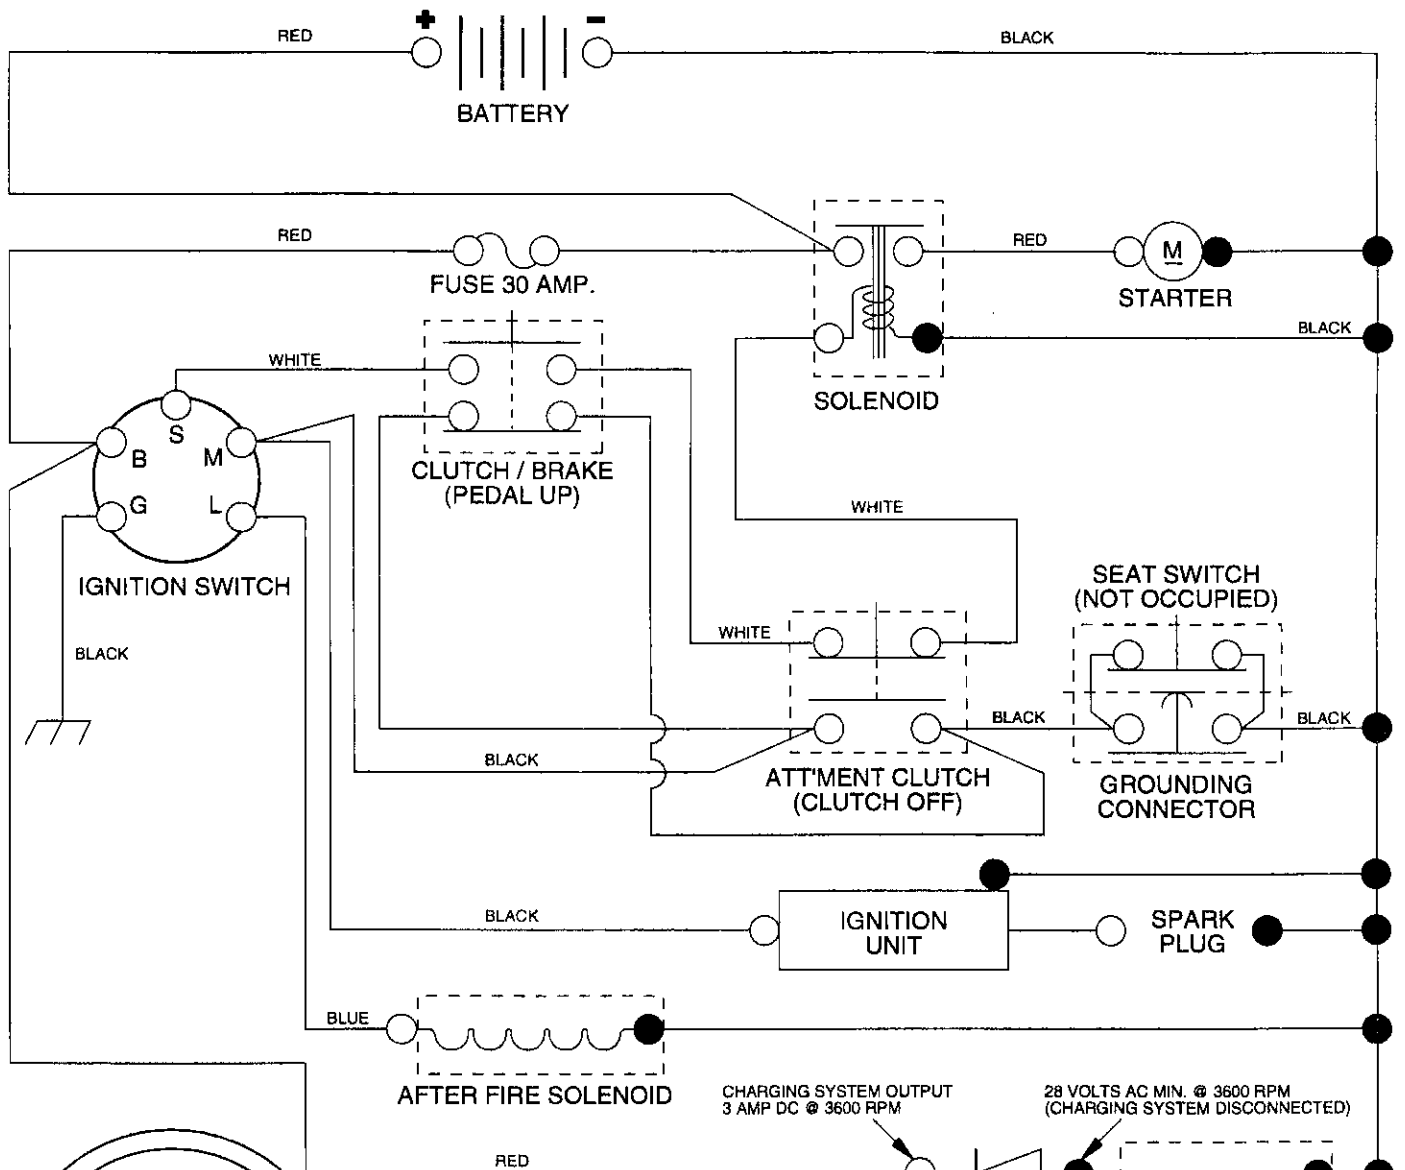 + -
RED
BLACK
BATTERY
RED
RED
M
FUSE 30 AMP.
STARTER
BLACK
WHITE
SOLENOID
S
B M
G L
CLUTCH / BRAKE
(PEDAL UP)
WHITE
IGNITION SWITCH
SEAT SWITCH
(NOT OCCUPIED)
WHITE
BLACK
BLACK
BLACK
BLACK
ATT'MENT CLUTCH
(CLUTCH OFF)
GROUNDING
CONNECTOR
BLACK
IGNITION
UNIT
SPARK
PLUG
BLUE
AFTER FIRE SOLENOID
CHARGING SYSTEM OUTPUT
3 AMP DC @ 3600 RPM
28 VOLTS AC MIN. @ 3600 RPM
(CHARGING SYSTEM DISCONNECTED)
RED